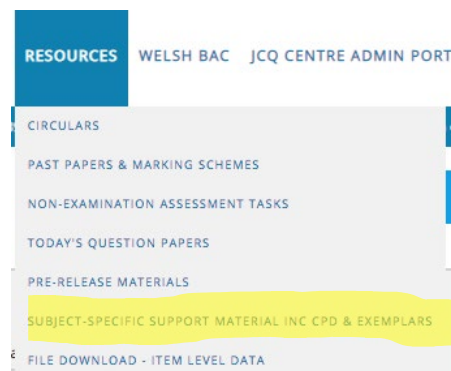 RESOURCES WELSH BAC JCQ CENTRE ADMIN PORT
CIRCULARS
PAST PAPERS & MARKING SCHEMES
NON-EXAMINATION ASSESSMENT TASKS
TODAY'S QUESTION PAPERS
PRE-RELEASE MATERIALS
SUBJECT-SPECIFIC SUPPORT MATERIAL INC CPD & EXEMPLARS
FILE DOWNLOAD - ITEM LEVEL DATA